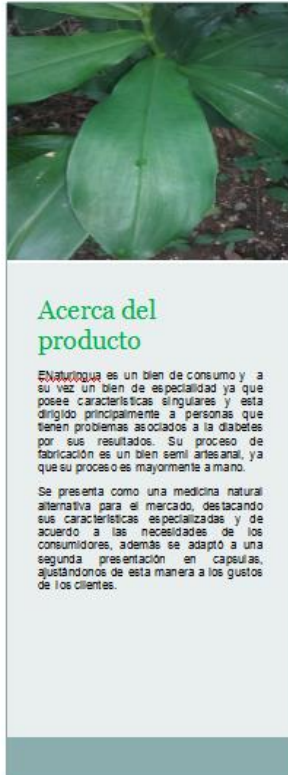 Acerca del
producto
ENaturingua es un bien de consumo y a
su vez un bien de especialidad ya que
posee características singulares y esta
dirigido principalmente a personas que
tienen problemas asociados a la diabetes
por sus resultados. Su proceso de
fabricación es un bien semi artesanal, ya
que su proceso es mayormente a mano.
Se presenta como una medicina natural
alternativa para el mercado, destacando
sus características especializadas y de
acuerdo a las necesidades de los
consumidores, además se adaptó a una
segunda presentación en capsulas,
ajustándonos de esta manera a los gustos
de los clientes.